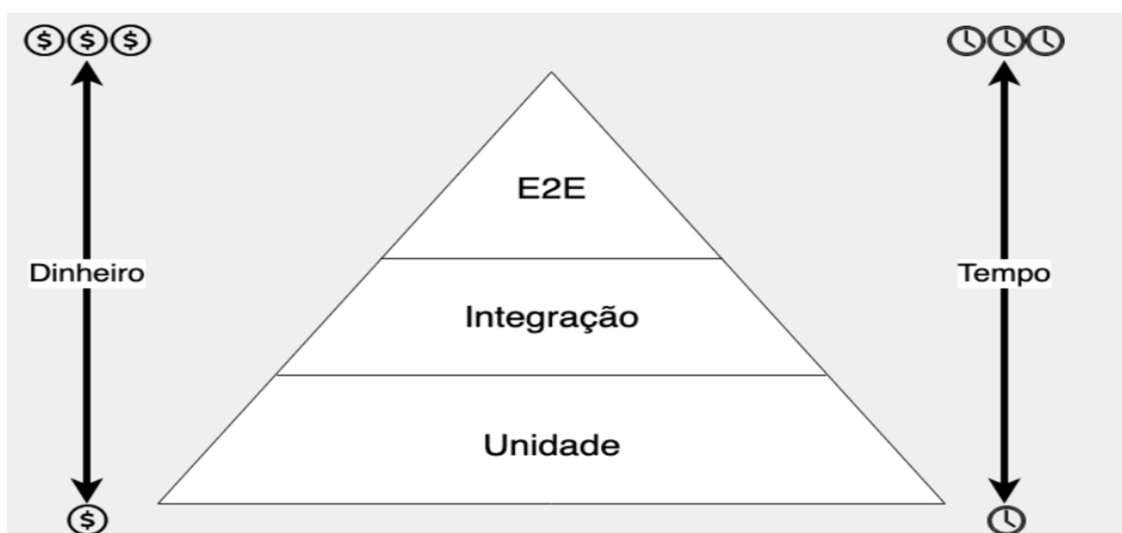 $ $ $
E2E
Dinheiro
Tempo
Integração
Unidade
$